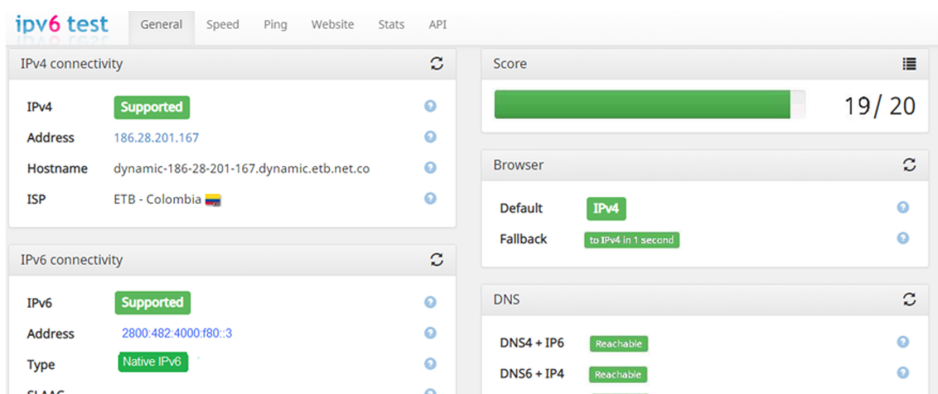 ipv6 test
General Speed Ping Website Stats API
IPv4 connectivity
IPv4 Supported
Address 186.28.201.167
Hostname dynamic-186-28-201-167.dynamic.etb.net.co
ISP ETB - Colombia
IPv6 connectivity
IPv6 Supported
Address 2800:482:4000:f80::3
Type Native IPv6
SLAAC
Score
19/ 20
Browser
Default IPv4
Fallback to IPv4 in 1 second
DNS
DNS4 + IP6 Reachable
DNS6 + IP4 Reachable